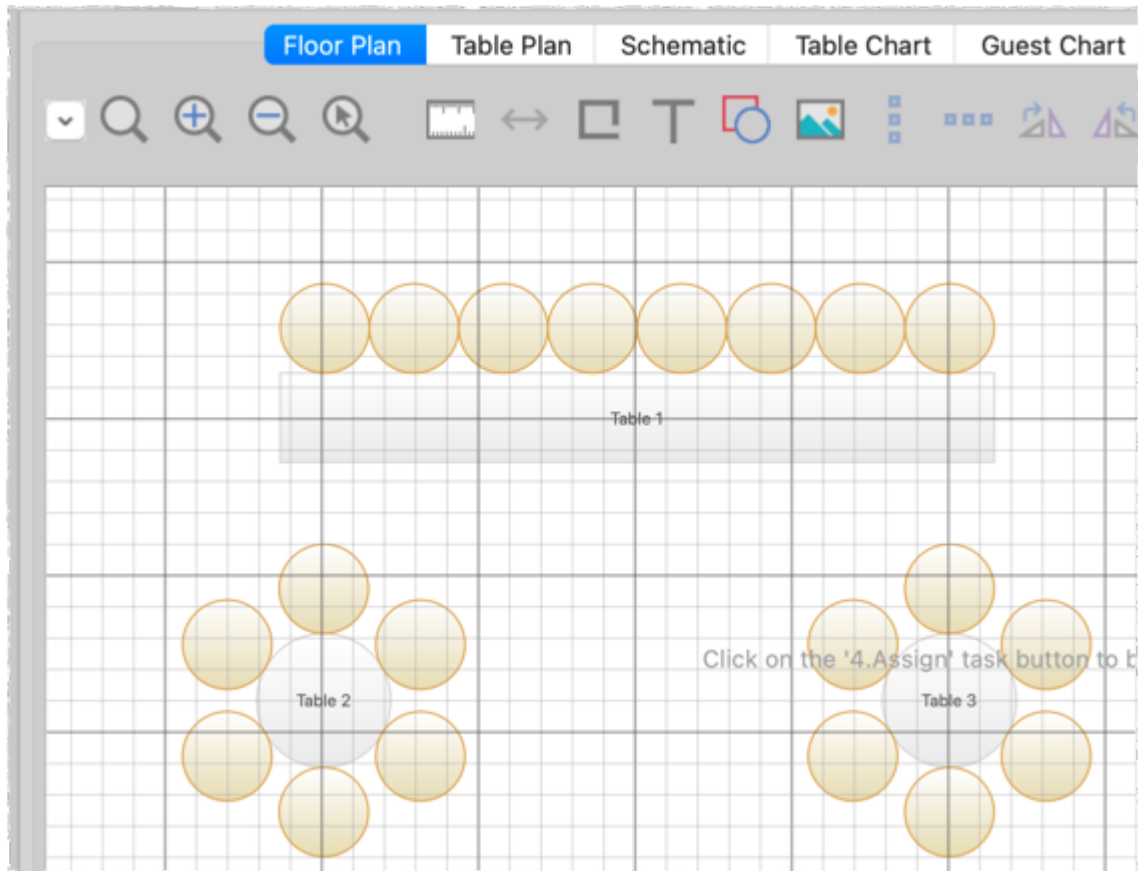 Floor Plan Table Plan Schematic Table Chart Guest Chart
Table 1
Click on the '4.Assign' task button to
Table 2 Table 3